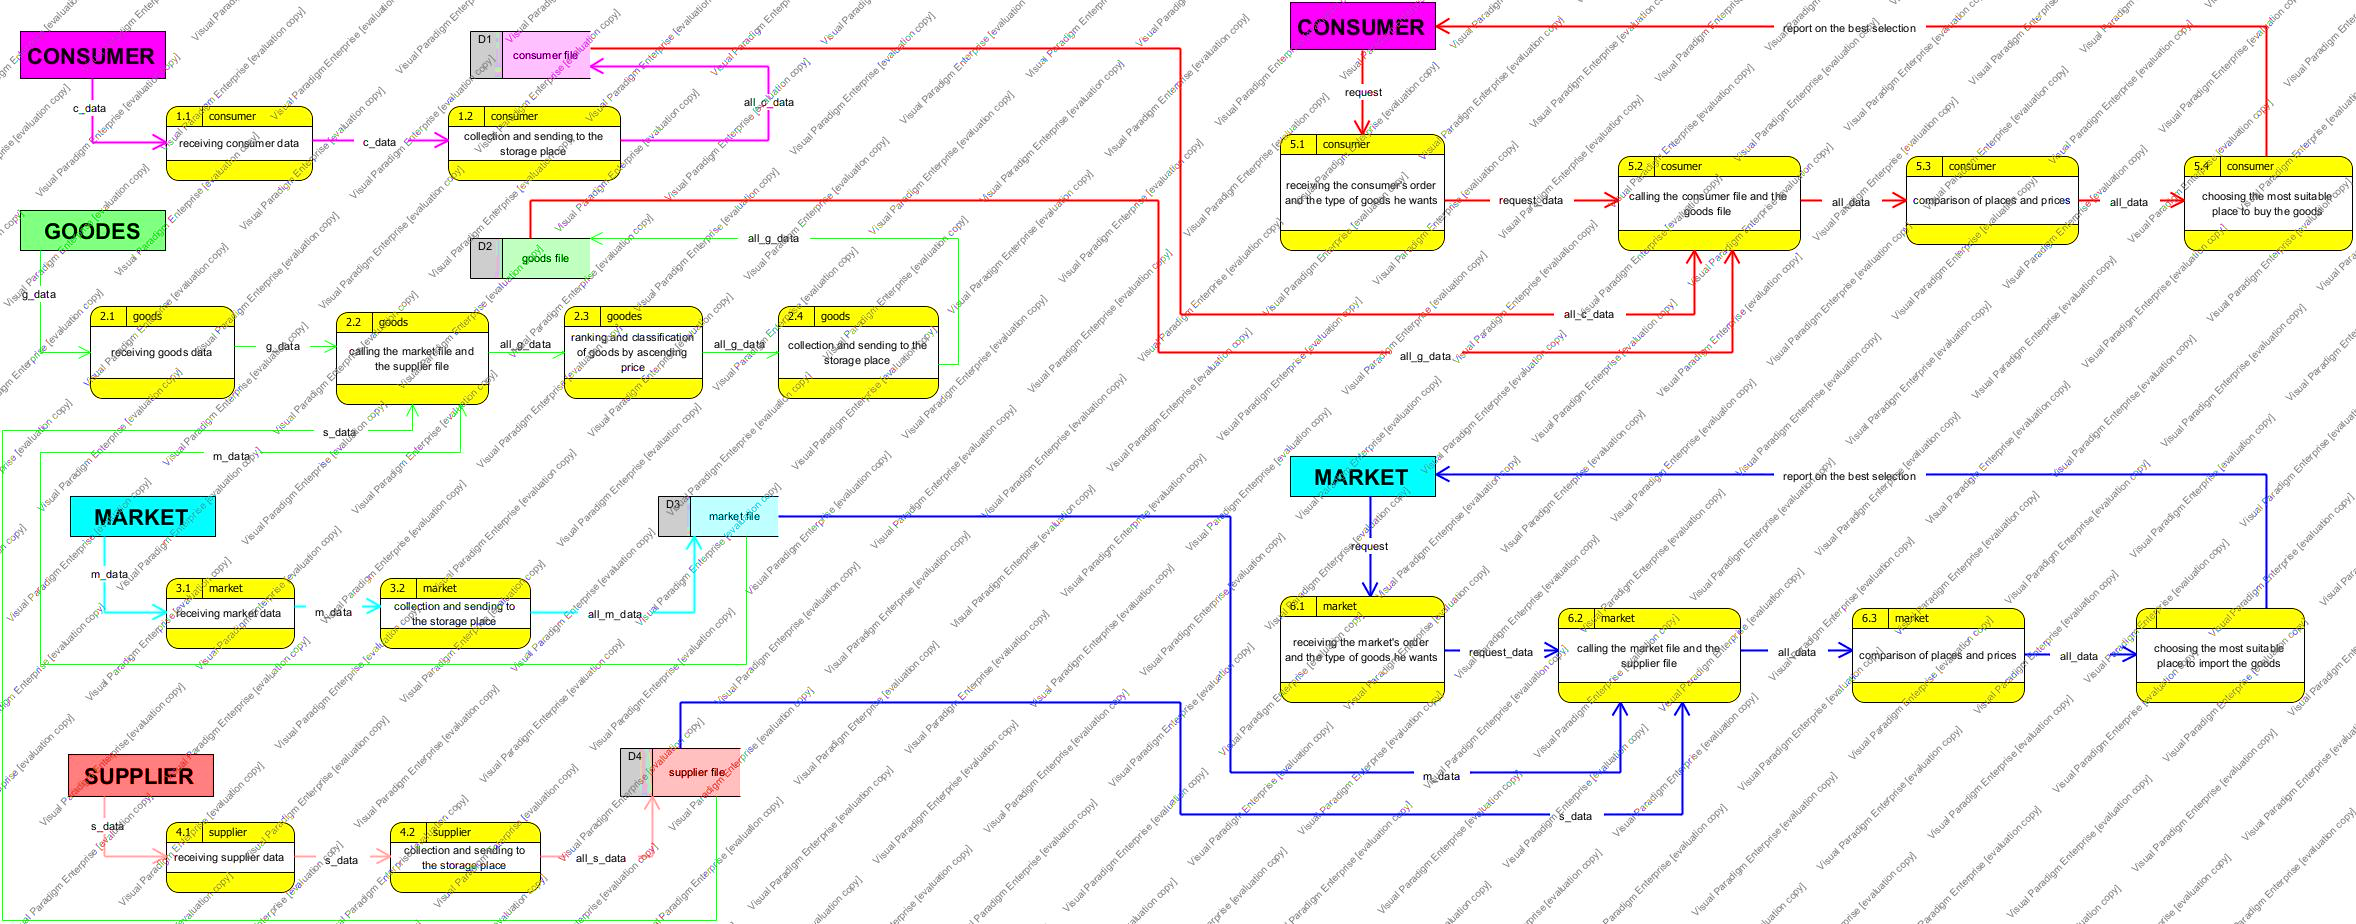 CONSUMER
c_data
1.1 consumer
receiving consumer data
c_data
1.2 consumer
collection and sending to the
storage place
all_c_data
D1
consumer file
GOODES
g_data
2.1 goods
receiving goods data
g_data
2.2 goods
calling the market file and
the supplier file
all_g_data
2.3 goodes
ranking and classification
of goods by ascending
price
all_g_data
2.4 goods
collection and sending to the
storage place
all_g_data
D2
goods file
s_data
m_data
MARKET
m_data
3.1 market
receiving market data
m_data
3.2 market
collection and sending to
the storage place
all_m_data
D3
market file
SUPPLIER
s_data
4.1 supplier
receiving supplier data
s_data
4.2 supplier
collection and sending to
the storage place
all_s_data
D4
supplier file
CONSUMER
report on the best selection
request
5.1 consumer
receiving the consumer's order
and the type of goods he wants
request_data
5.2 cosumer
calling the consumer file and the
goods file
all_data
5.3 consumer
comparison of places and prices
all_data
5.4 consumer
choosing the most suitable
place to buy the goods
all_c_data
all_g_data
MARKET
report on the best selection
request
6.1 market
receiving the market's order
and the type of goods he wants
request_data
6.2 market
calling the market file and the
supplier file
all_data
6.3 market
comparison of places and prices
all_data
choosing the most suitable
place to import the goods
m_data
s_data
Visual Paradigm Enterprise [evaluation copy]